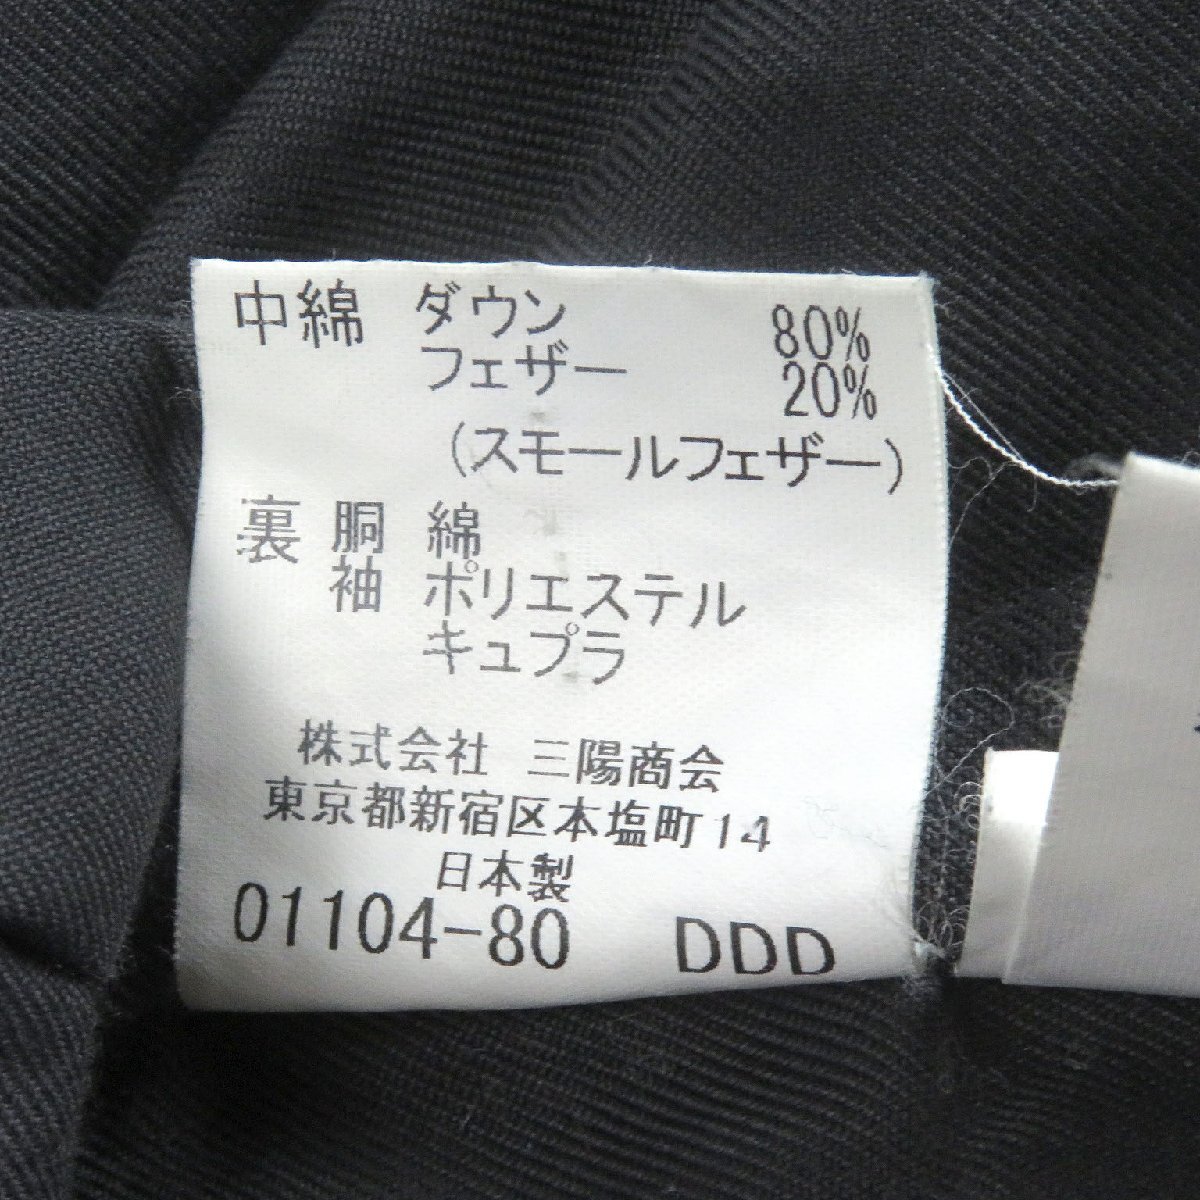 中綿 ダウン 80%
フェザー 20%
(スモールフェザー)
裏 胴 綿
袖 ポリエステル
キュプラ
株式会社 三陽商会
東京都新宿区本塩町14
日本製
01104-80 DDD